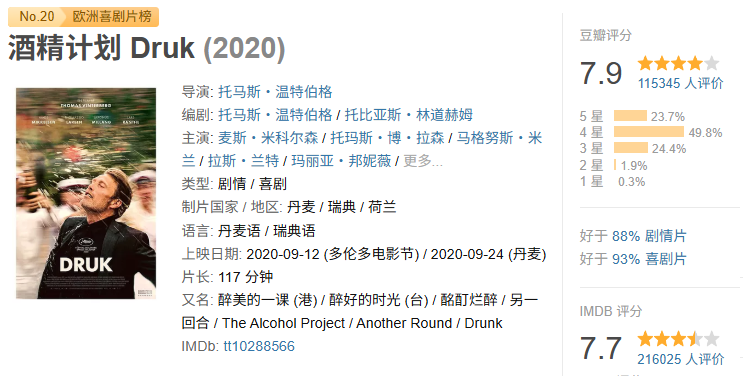 No.20 欧洲喜剧片榜
酒精计划 Druk (2020)
导演: 托马斯·温特伯格
编剧: 托马斯·温特伯格 / 托比亚斯·林道赫姆
主演: 麦斯·米科尔森 / 托玛斯·博·拉森 / 马格努斯·米
兰 / 拉斯·兰特 / 玛丽亚·邦妮薇 / 更多...
类型: 剧情 / 喜剧
制片国家 / 地区: 丹麦 / 瑞典 / 荷兰
语言: 丹麦语 / 瑞典语
上映日期: 2020-09-12 (多伦多电影节) / 2020-09-24 (丹麦)
片长: 117 分钟
又名: 醉美的一课 (港) / 醉好的时光 (台) / 酩酊烂醉 / 另一
回合 / The Alcohol Project / Another Round / Drunk
IMDb: tt10288566
THOMAS VINTERBERG
DRUK
豆瓣评分
7.9
115345 人评价
5 星 23.7%
4 星 49.8%
3 星 24.4%
2 星 1.9%
1 星 0.3%
好于 88% 剧情片
好于 93% 喜剧片
IMDB 评分
7.7
216025 人评价